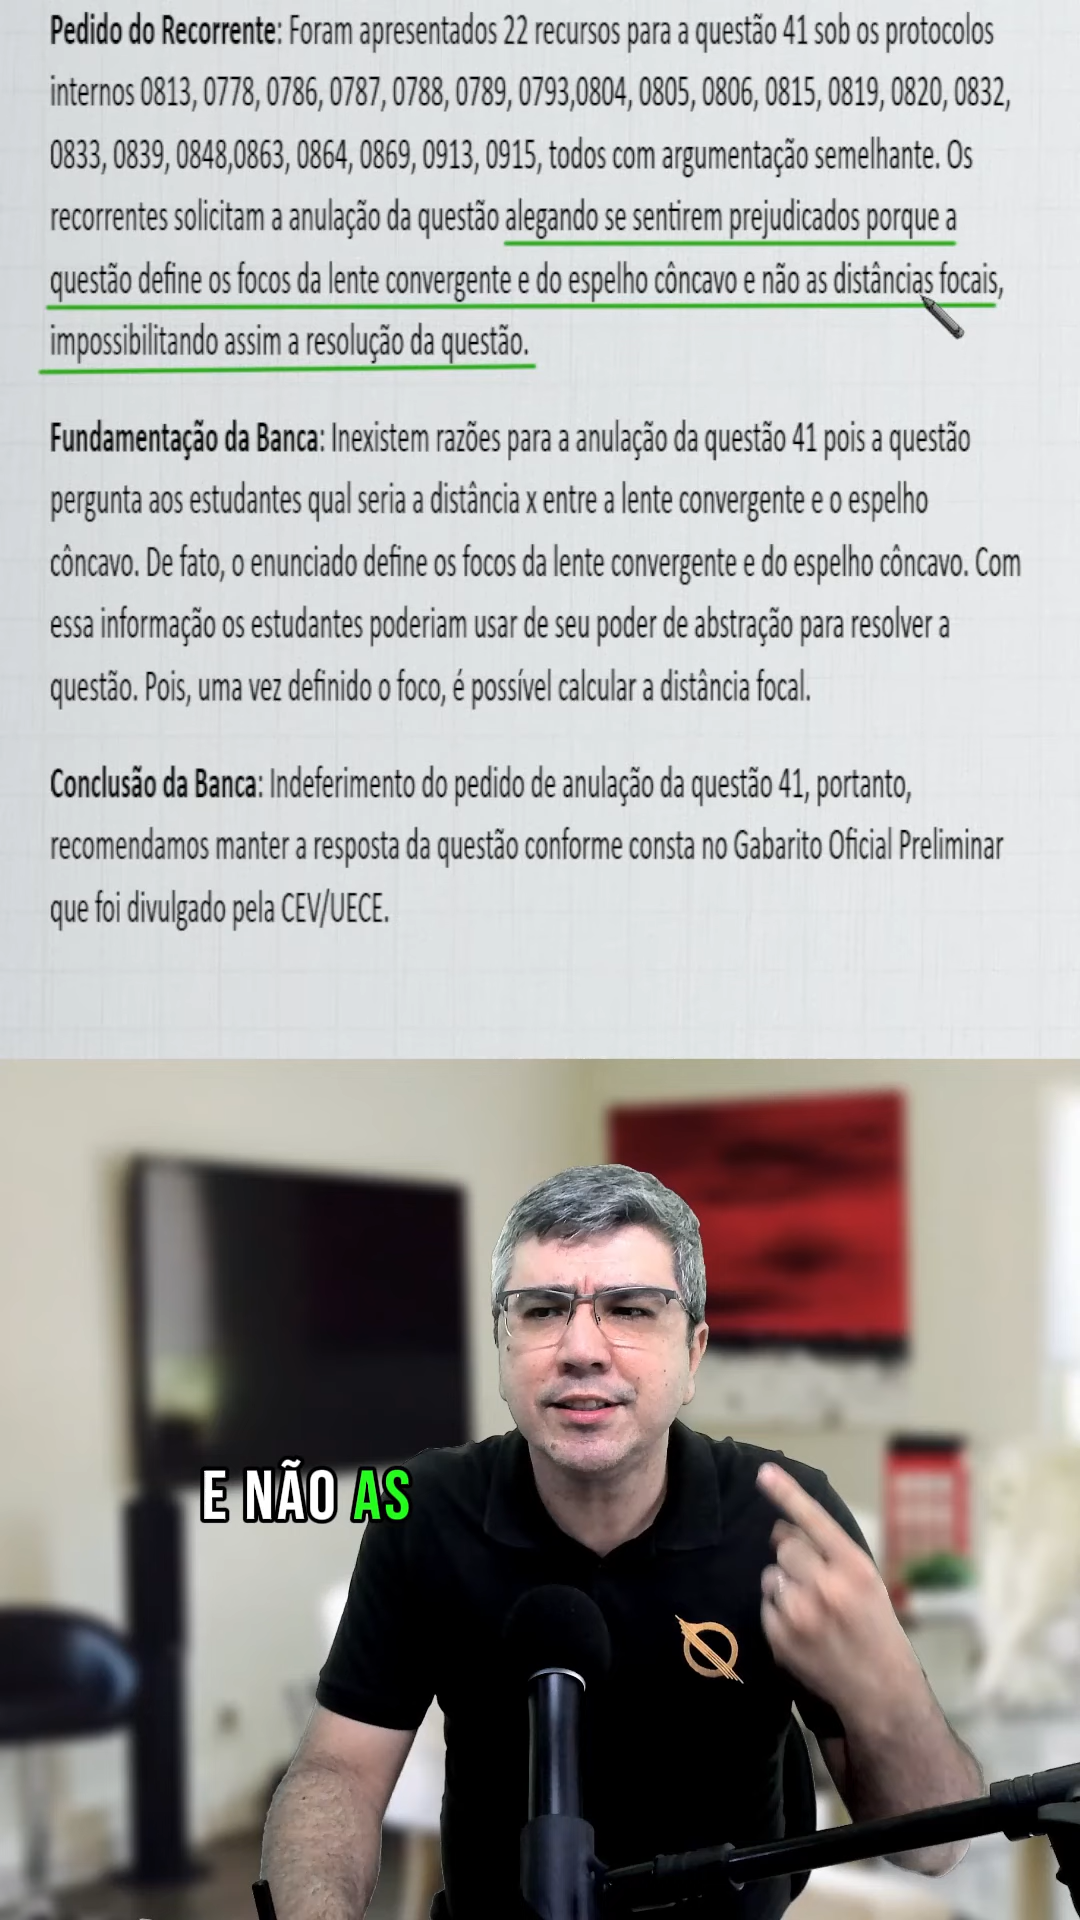 Pedido do Recorrente: Foram apresentados 22 recursos para a questão 41 sob os protocolos
internos 0813, 0778, 0786, 0787, 0788, 0789, 0793,0804, 0805, 0806, 0815, 0819, 0820, 0832,
0833, 0839, 0848,0863, 0864, 0869, 0913, 0915, todos com argumentação semelhante. Os
recorrentes solicitam a anulação da questão alegando se sentirem prejudicados porque a
questão define os focos da lente convergente e do espelho côncavo e não as distâncias focais,
impossibilitando assim a resolução da questão.
Fundamentação da Banca: Inexistem razões para a anulação da questão 41 pois a questão
pergunta aos estudantes qual seria a distância x entre a lente convergente e o espelho
côncavo. De fato, o enunciado define os focos da lente convergente e do espelho côncavo. Com
essa informação os estudantes poderiam usar de seu poder de abstração para resolver a
questão. Pois, uma vez definido o foco, é possível calcular a distância focal.
Conclusão da Banca: Indeferimento do pedido de anulação da questão 41, portanto,
recomendamos manter a resposta da questão conforme consta no Gabarito Oficial Preliminar
que foi divulgado pela CEV/UECE.
E NÃO AS